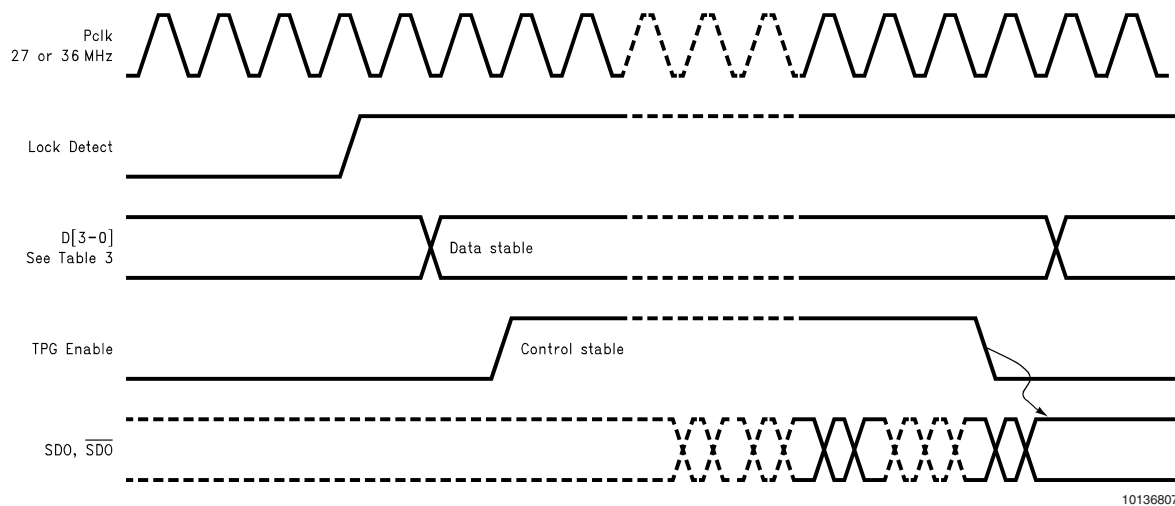 Pclk
27 or 36 MHz
Lock Detect
D[3-0]
See Table 3
Data stable
TPG Enable
Control stable
SDO, S̅D̅O̅
10136807